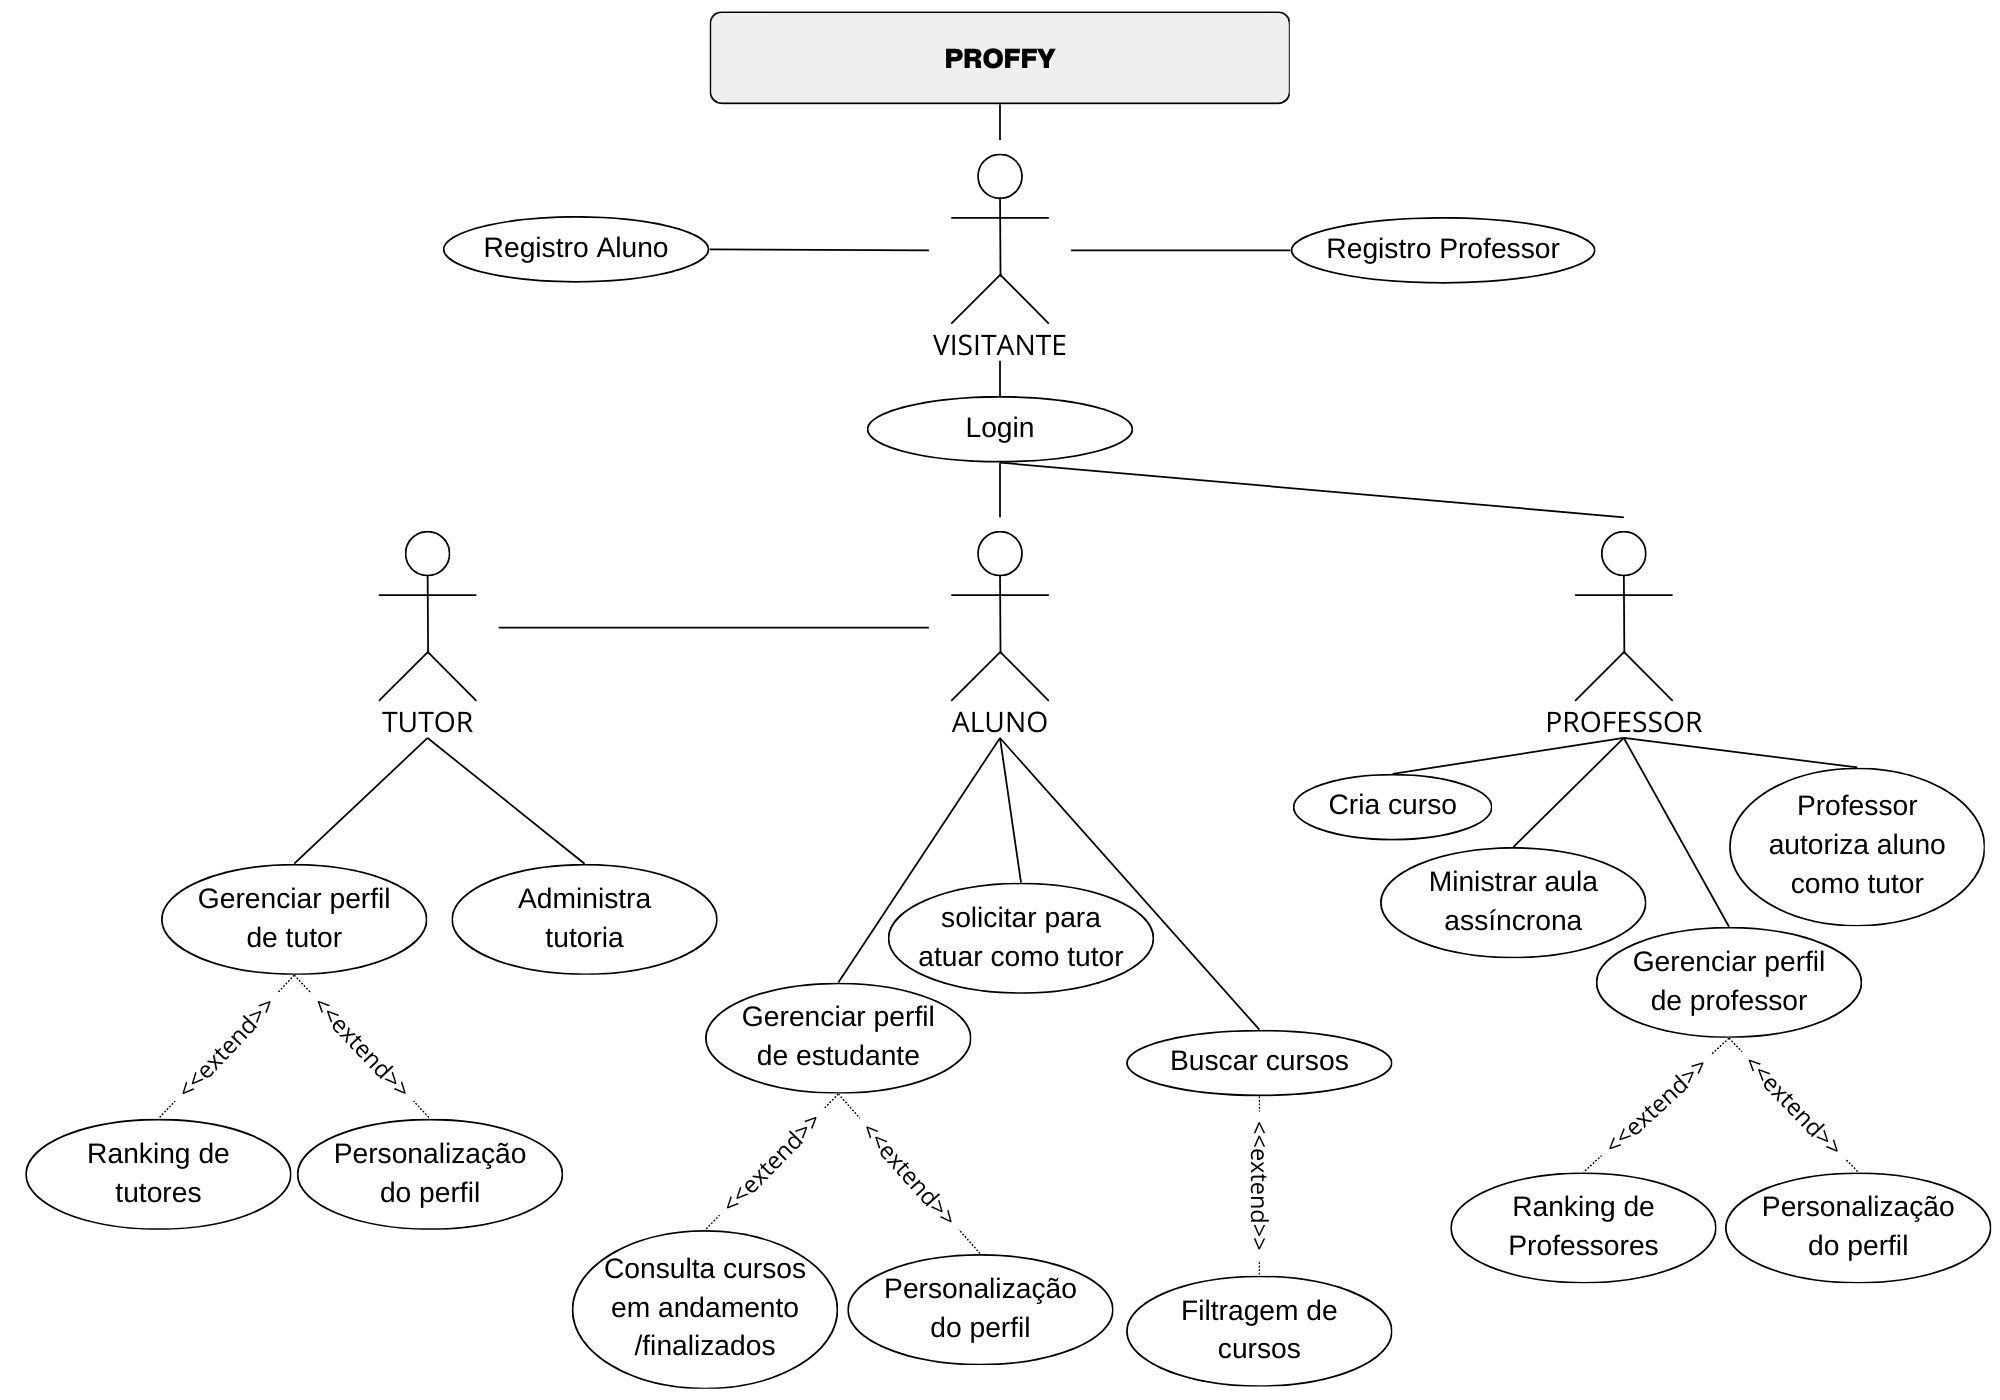 PROFFY
Registro Aluno
Registro Professor
VISITANTE
Login
TUTOR
ALUNO
PROFESSOR
Gerenciar perfil
de tutor
Administra
tutoria
<<extend>>
<<extend>>
Ranking de
tutores
Personalização
do perfil
solicitar para
atuar como tutor
Gerenciar perfil
de estudante
Buscar cursos
<<extend>>
<<extend>>
<<extend>>
Consulta cursos
em andamento
/finalizados
Personalização
do perfil
Filtragem de
cursos
Cria curso
Ministrar aula
assíncrona
Professor
autoriza aluno
como tutor
Gerenciar perfil
de professor
<<extend>>
<<extend>>
Ranking de
Professores
Personalização
do perfil